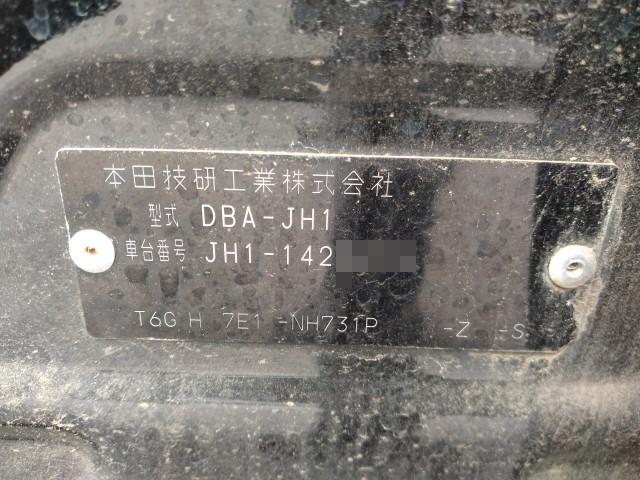 本田技研工業株式会社
型式 DBA-JH1
車台番号 JH1-142
T6G H 7E1 -NH731P -Z -S